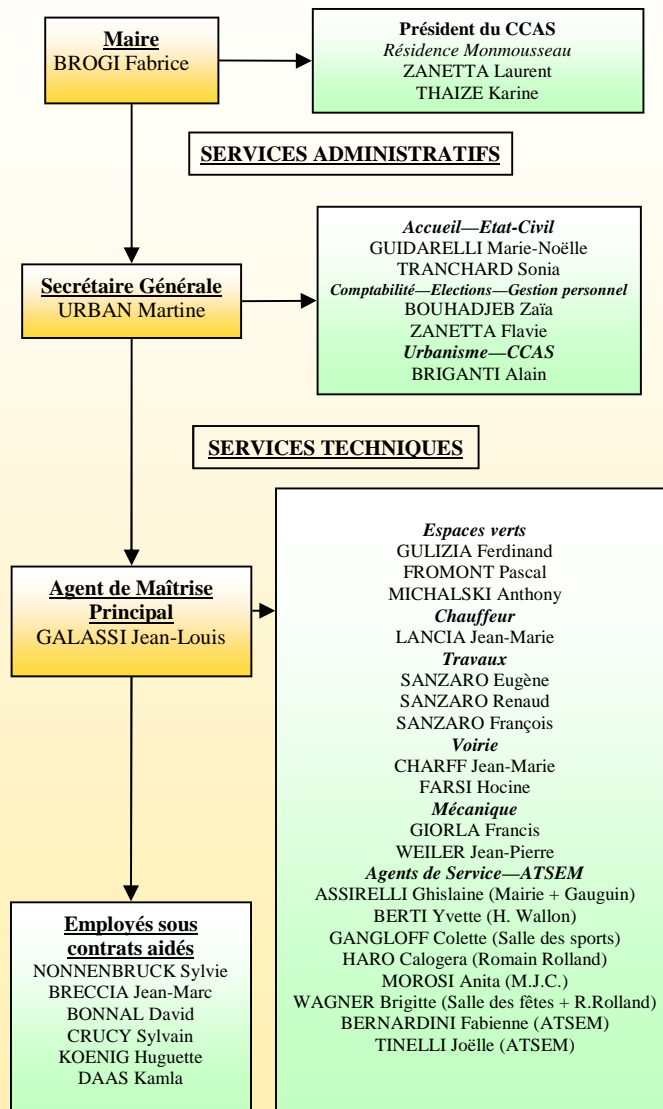 Maire
BROGI Fabrice
Président du CCAS
Résidence Monmousseau
ZANETTA Laurent
THAIZE Karine
SERVICES ADMINISTRATIFS
Secrétaire Générale
URBAN Martine
Accueil—Etat-Civil
GUIDARELLI Marie-Noëlle
TRANCHARD Sonia
Comptabilité—Elections—Gestion personnel
BOUHADJEB Zaïa
ZANETTA Flavie
Urbanisme—CCAS
BRIGANTI Alain
SERVICES TECHNIQUES
Agent de Maîtrise
Principal
GALASSI Jean-Louis
Espaces verts
GULIZIA Ferdinand
FROMONT Pascal
MICHALSKI Anthony
Chauffeur
LANCIA Jean-Marie
Travaux
SANZARO Eugène
SANZARO Renaud
SANZARO François
Voirie
CHARFF Jean-Marie
FARSI Hocine
Mécanique
GIORLA Francis
WEILER Jean-Pierre
Agents de Service—ATSEM
ASSIRELLI Ghislaine (Mairie + Gauguin)
BERTI Yvette (H. Wallon)
GANGLOFF Colette (Salle des sports)
HARO Calogera (Romain Rolland)
MOROSI Anita (M.J.C.)
WAGNER Brigitte (Salle des fêtes + R.Rolland)
BERNARDINI Fabienne (ATSEM)
TINELLI Joëlle (ATSEM)
Employés sous
contrats aidés
NONNENBRUCK Sylvie
BRECCIA Jean-Marc
BONNAL David
CRUCY Sylvain
KOENIG Huguette
DAAS Kamla